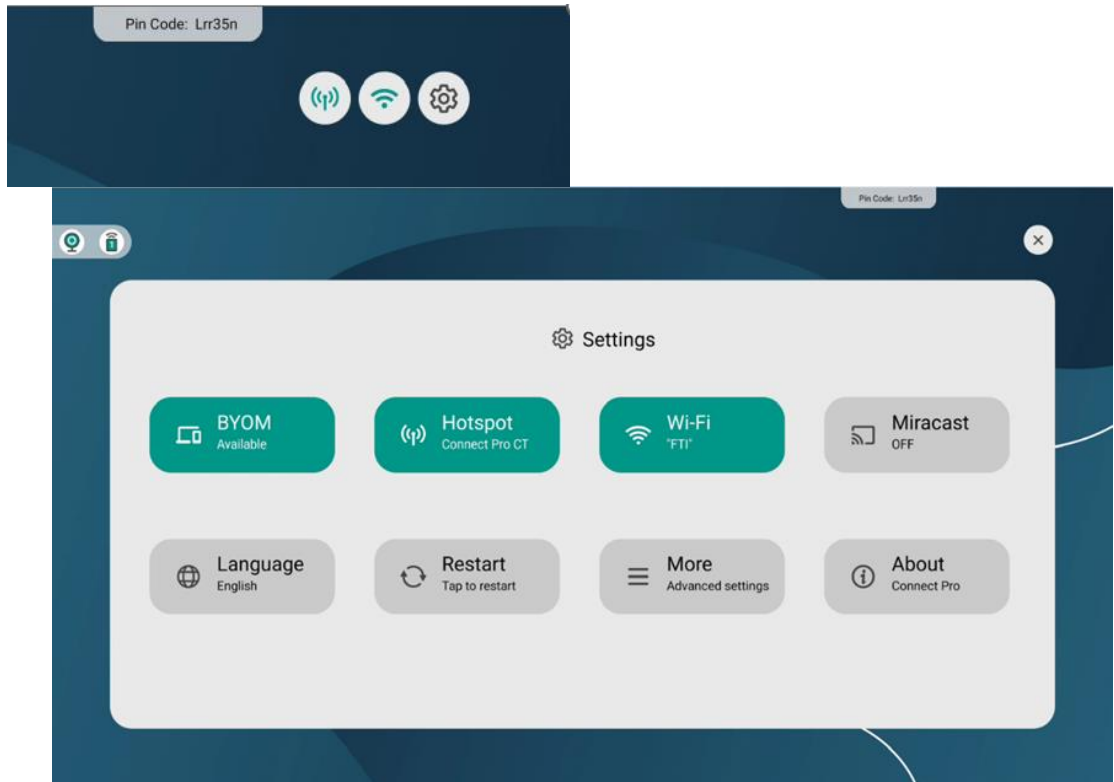 Pin Code: Lrr35n
Pin Code: Lrr35n
1
Settings
BYOM
Available
Hotspot
Connect Pro CT
Wi-Fi
"FTI"
Miracast
OFF
Language
English
Restart
Tap to restart
More
Advanced settings
About
Connect Pro